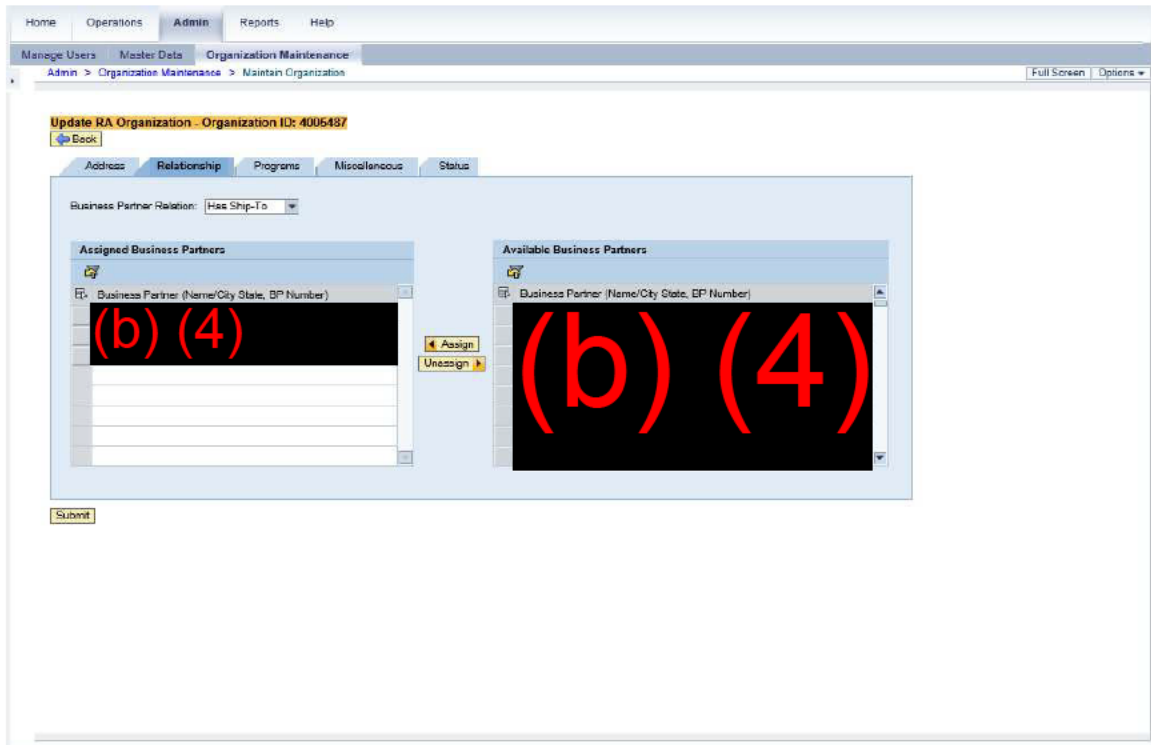 Home Operations Admin Reports Help
Manage Users Master Data Organization Maintenance
Admin > Organization Maintenance > Maintain Organization
Full Screen Options
Update RA Organization - Organization ID: 4005487
Back
Address Relationship Programs Miscellaneous Status
Business Partner Relation: Has Ship-To
Assigned Business Partners
Available Business Partners
Business Partner (Name/City State, BP Number)
Business Partner (Name/City State, BP Number)
(b) (4)
(b) (4)
Assign
Unassign
Submit